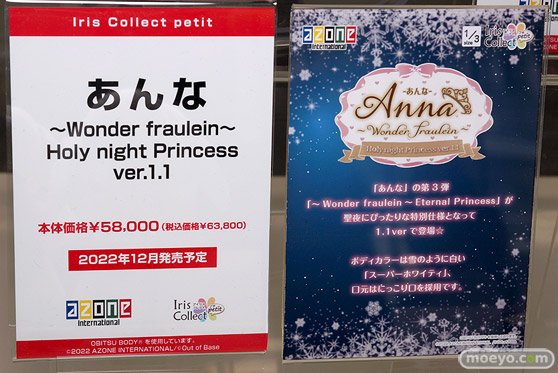 Iris Collect petit
あんな
～Wonder fraulein～
Holy night Princess
ver.1.1
本体価格¥58,000（税込価格¥63,800）
2022年12月発売予定
azone
international
Iris
Collect petit
OBITSU BODY® を使用しています。
©2022 AZONE INTERNATIONAL/©Out of Base
azone
international
1/3
size
Iris
Collect petit
-あんな-
Anna
～Wonder Fraulein～
Holy night Princess ver.1.1
「あんな」の第3弾
「～ Wonder fraulein ～ Eternal Princess」が
聖夜にぴったりな特別仕様となって
1.1verで登場☆
ボディカラーは雪のように白い
「スーパーホワイティ」、
口元はにっこり口を採用です。
moeyo.com